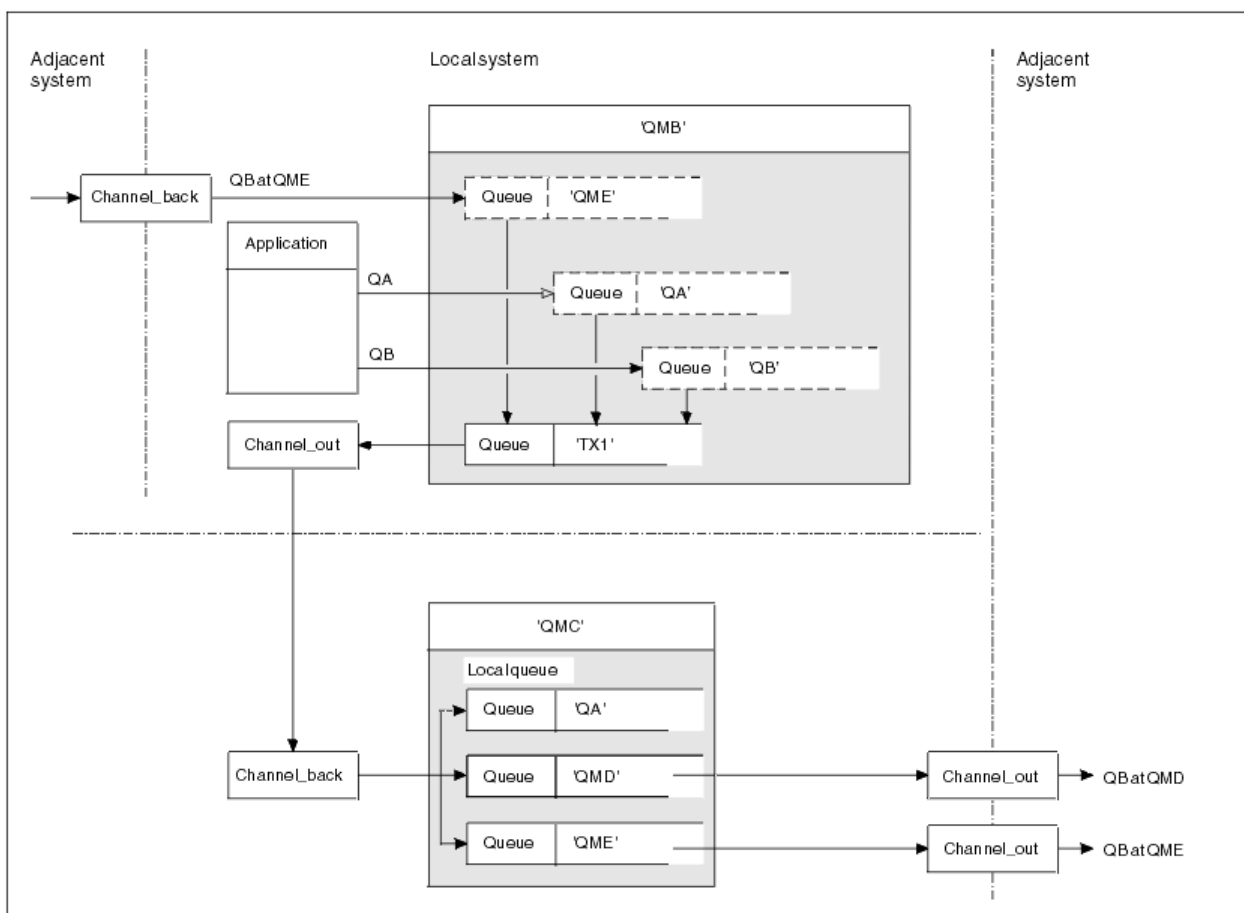 Adjacent
system
Localsystem
Adjacent
system
'QMB'
QBatQME
Channel_back
Queue 'QME'
Application
QA
Queue 'QA'
QB
Queue 'QB'
Channel_out
Queue 'TX1'
'QMC'
Localqueue
Queue 'QA'
Channel_back
Queue 'QMD'
Channel_out
QBatQMD
Queue 'QME'
Channel_out
QBatQME